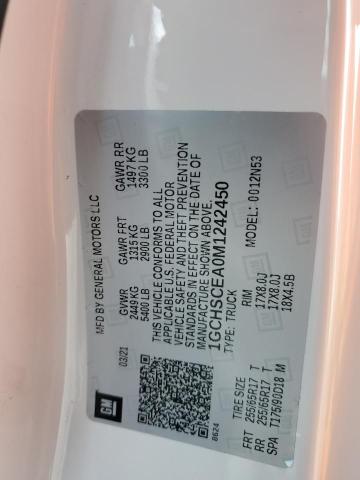 MFD BY GENERAL MOTORS LLC
03/21
GVWR GAWR FRT GAWR RR
2449 KG 1315 KG 1497 KG
5400 LB 2900 LB 3300 LB
THIS VEHICLE CONFORMS TO ALL
APPLICABLE U.S. FEDERAL MOTOR
VEHICLE SAFETY AND THEFT PREVENTION
STANDARDS IN EFFECT ON THE DATE OF
MANUFACTURE SHOWN ABOVE.
1GCHSCEA0M1242450
TYPE: TRUCK MODEL: 0012N53
GM
8624
TIRE SIZE RIM
FRT 255/65R17 T 17X8.0J
RR 255/65R17 T 17X8.0J
SPA T175/90D18 M 18X4.5B